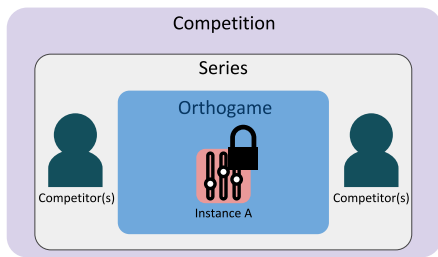 Competition
Series
Orthogame
Instance A
Competitor(s)
Competitor(s)